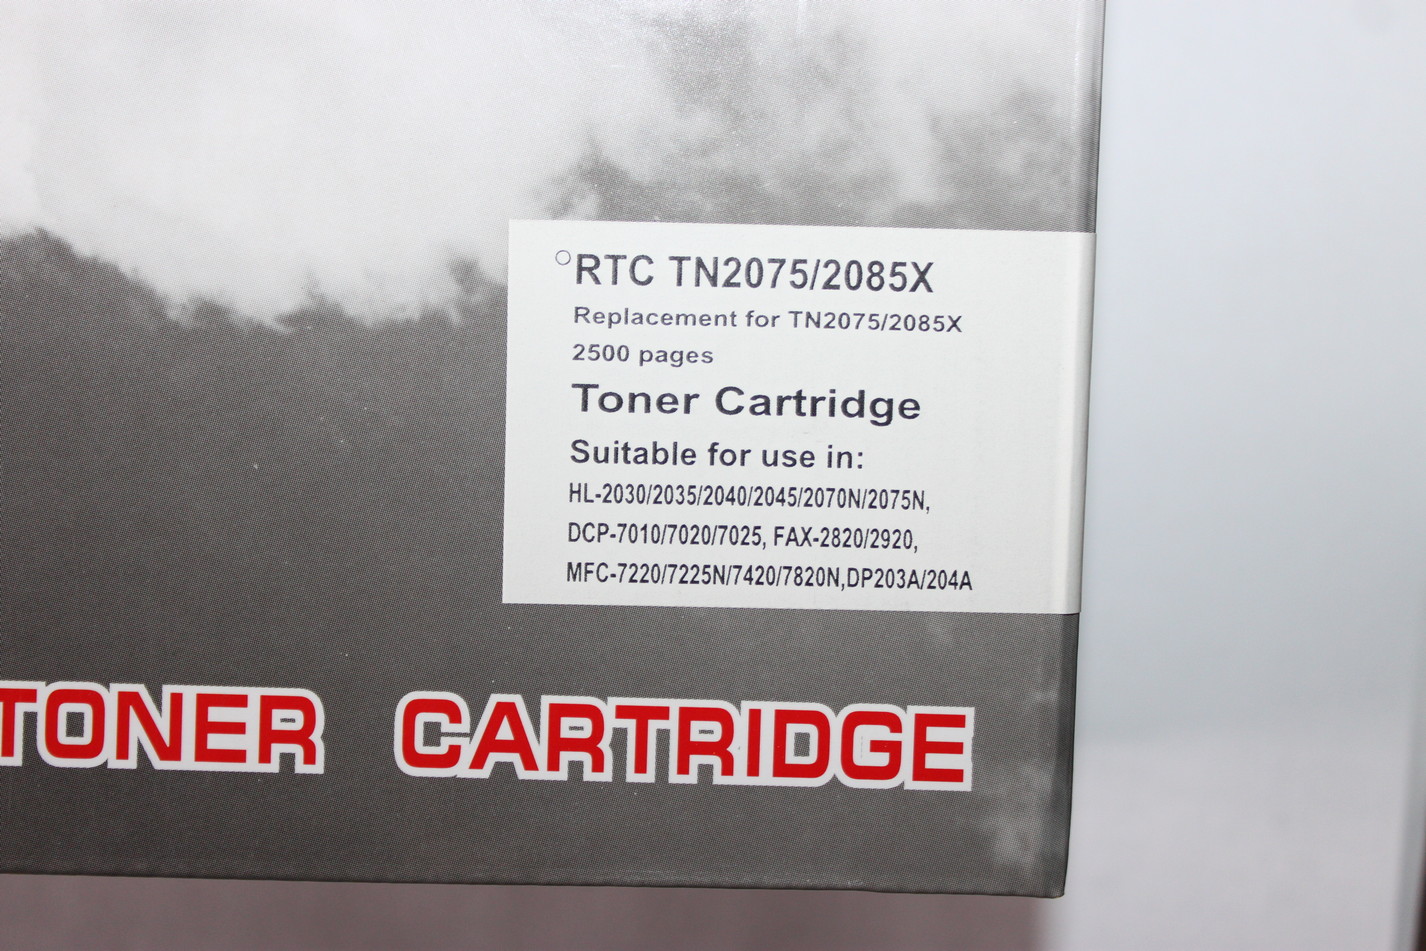 RTC TN2075/2085X
Replacement for TN2075/2085X
2500 pages
Toner Cartridge
Suitable for use in:
HL-2030/2035/2040/2045/2070N/2075N,
DCP-7010/7020/7025, FAX-2820/2920,
MFC-7220/7225N/7420/7820N,DP203A/204A
TONER CARTRIDGE